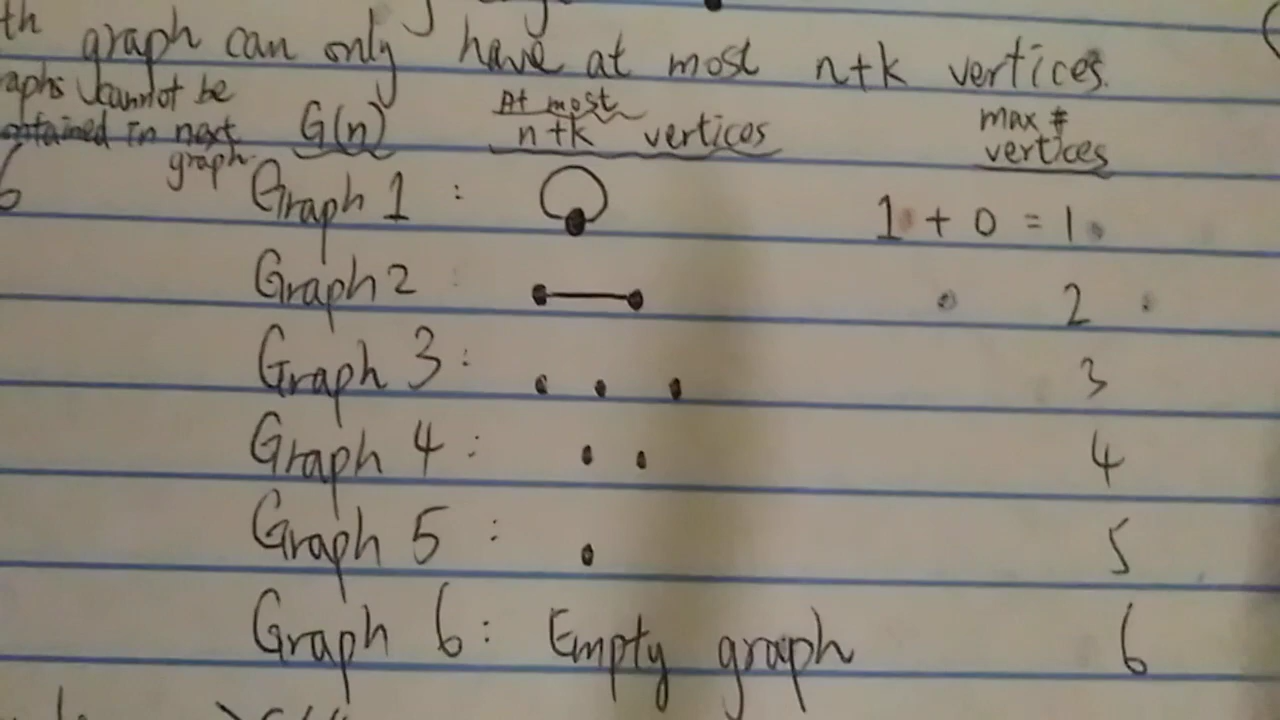 th graph can only have at most n+k vertices.
cannot be
in next
graph
G(n)
At most
n+k vertices
max #
vertices
Graph 1 :
1 + 0 = 1
Graph 2 :
2
Graph 3 :
3
Graph 4 :
4
Graph 5 :
5
Graph 6 : Empty graph
6